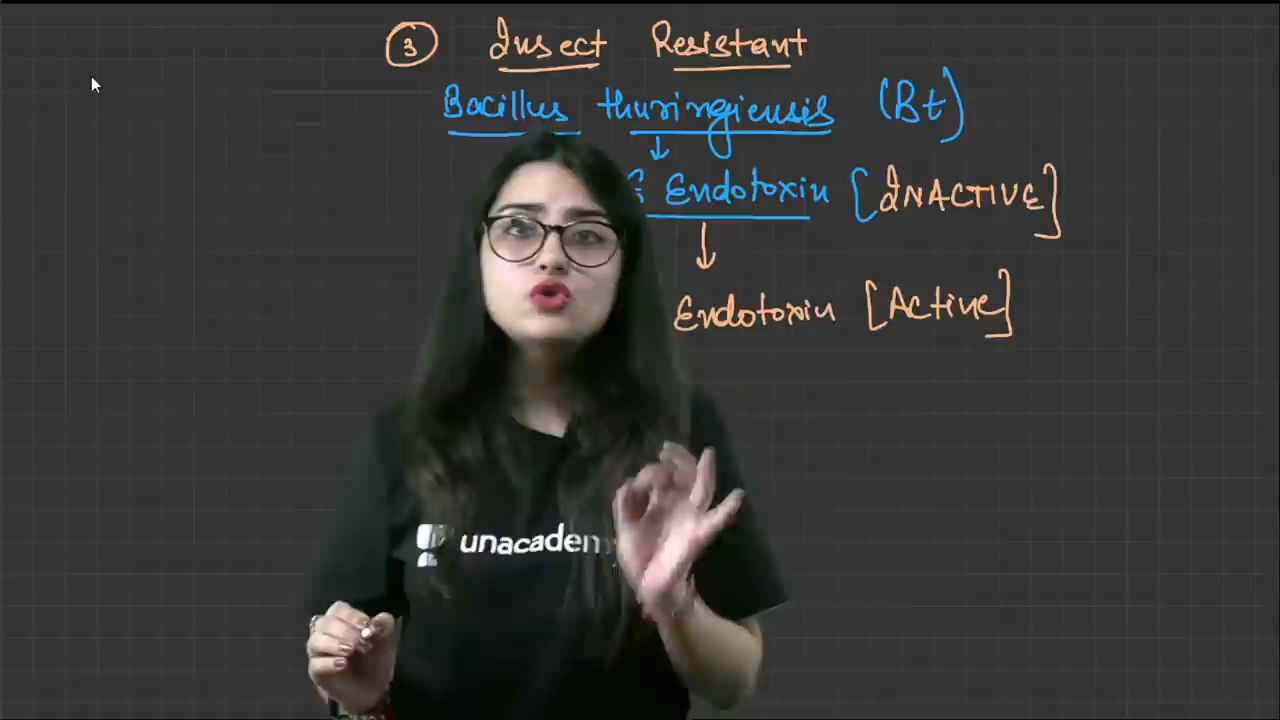 3 Insect Resistant
Bacillus thuringiensis (Bt)
↓
Endotoxin [INACTIVE]
↓
Endotoxin [Active]
unacadem